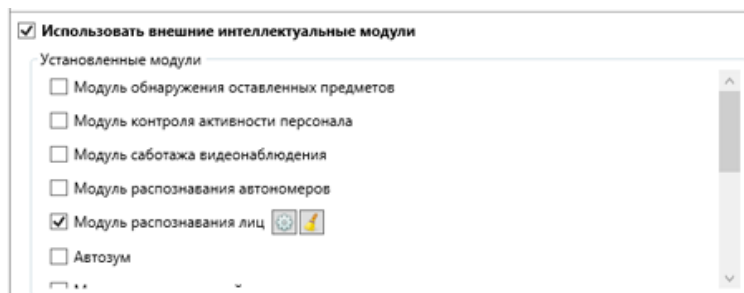 Использовать внешние интеллектуальные модули
Установленные модули
Модуль обнаружения оставленных предметов
Модуль контроля активности персонала
Модуль саботажа видеонаблюдения
Модуль распознавания автономеров
Модуль распознавания лиц
Автозум